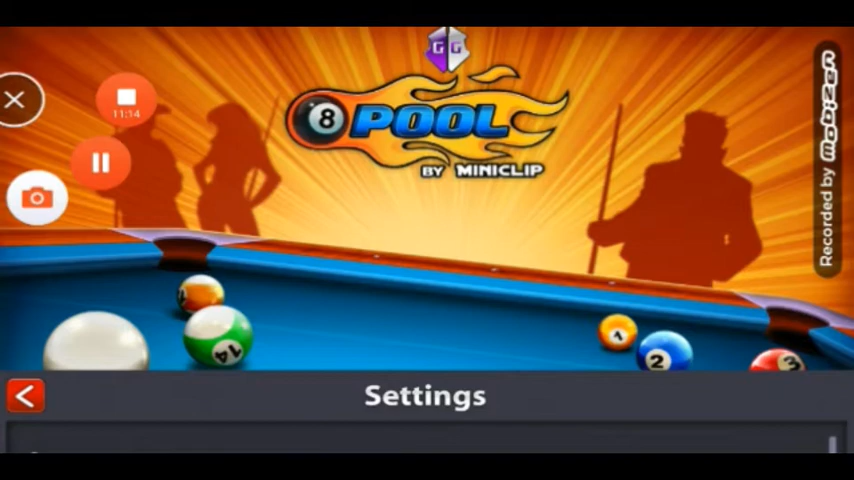 GG
11:14
8 POOL
BY MINICLIP
Recorded by mobizen
14
1
2
3
Settings